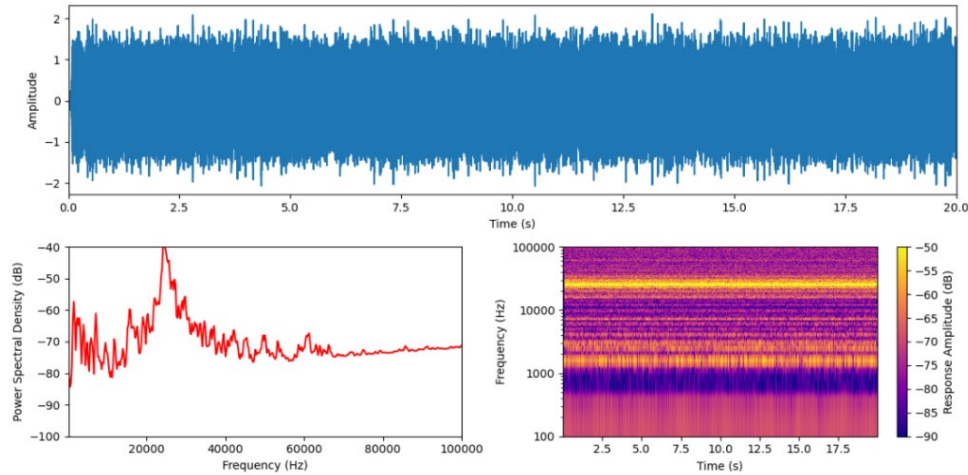 2
1
0
−1
−2
Amplitude
0.0 2.5 5.0 7.5 10.0 12.5 15.0 17.5 20.0
Time (s)
−40
−50
−60
−70
−80
−90
−100
Power Spectral Density (dB)
20000 40000 60000 80000 100000
Frequency (Hz)
100000
10000
1000
100
Frequency (Hz)
2.5 5.0 7.5 10.0 12.5 15.0 17.5
Time (s)
−50
−55
−60
−65
−70
−75
−80
−85
−90
Response Amplitude (dB)